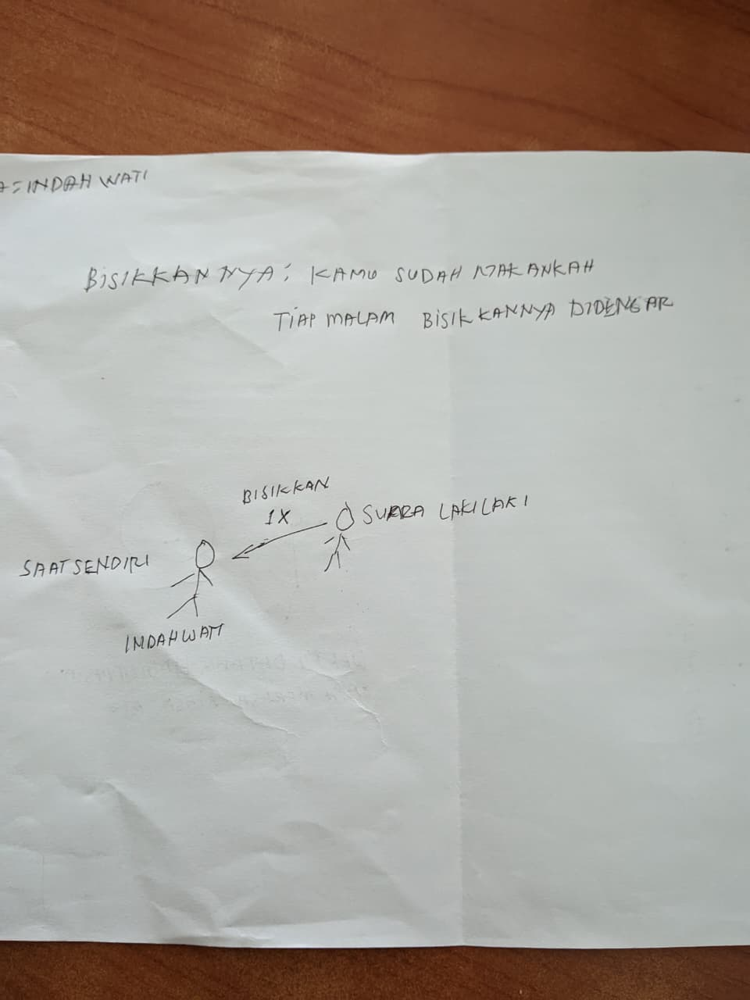 A = INDAH WATI
BISIKKANNYA : KAMU SUDAH MAKANKAH
TIAP MALAM BISIKKANNYA DIDENGAR
BISIKKAN
1X
SUARA LAKILAKI
SAAT SENDIRI
INDAHWATI